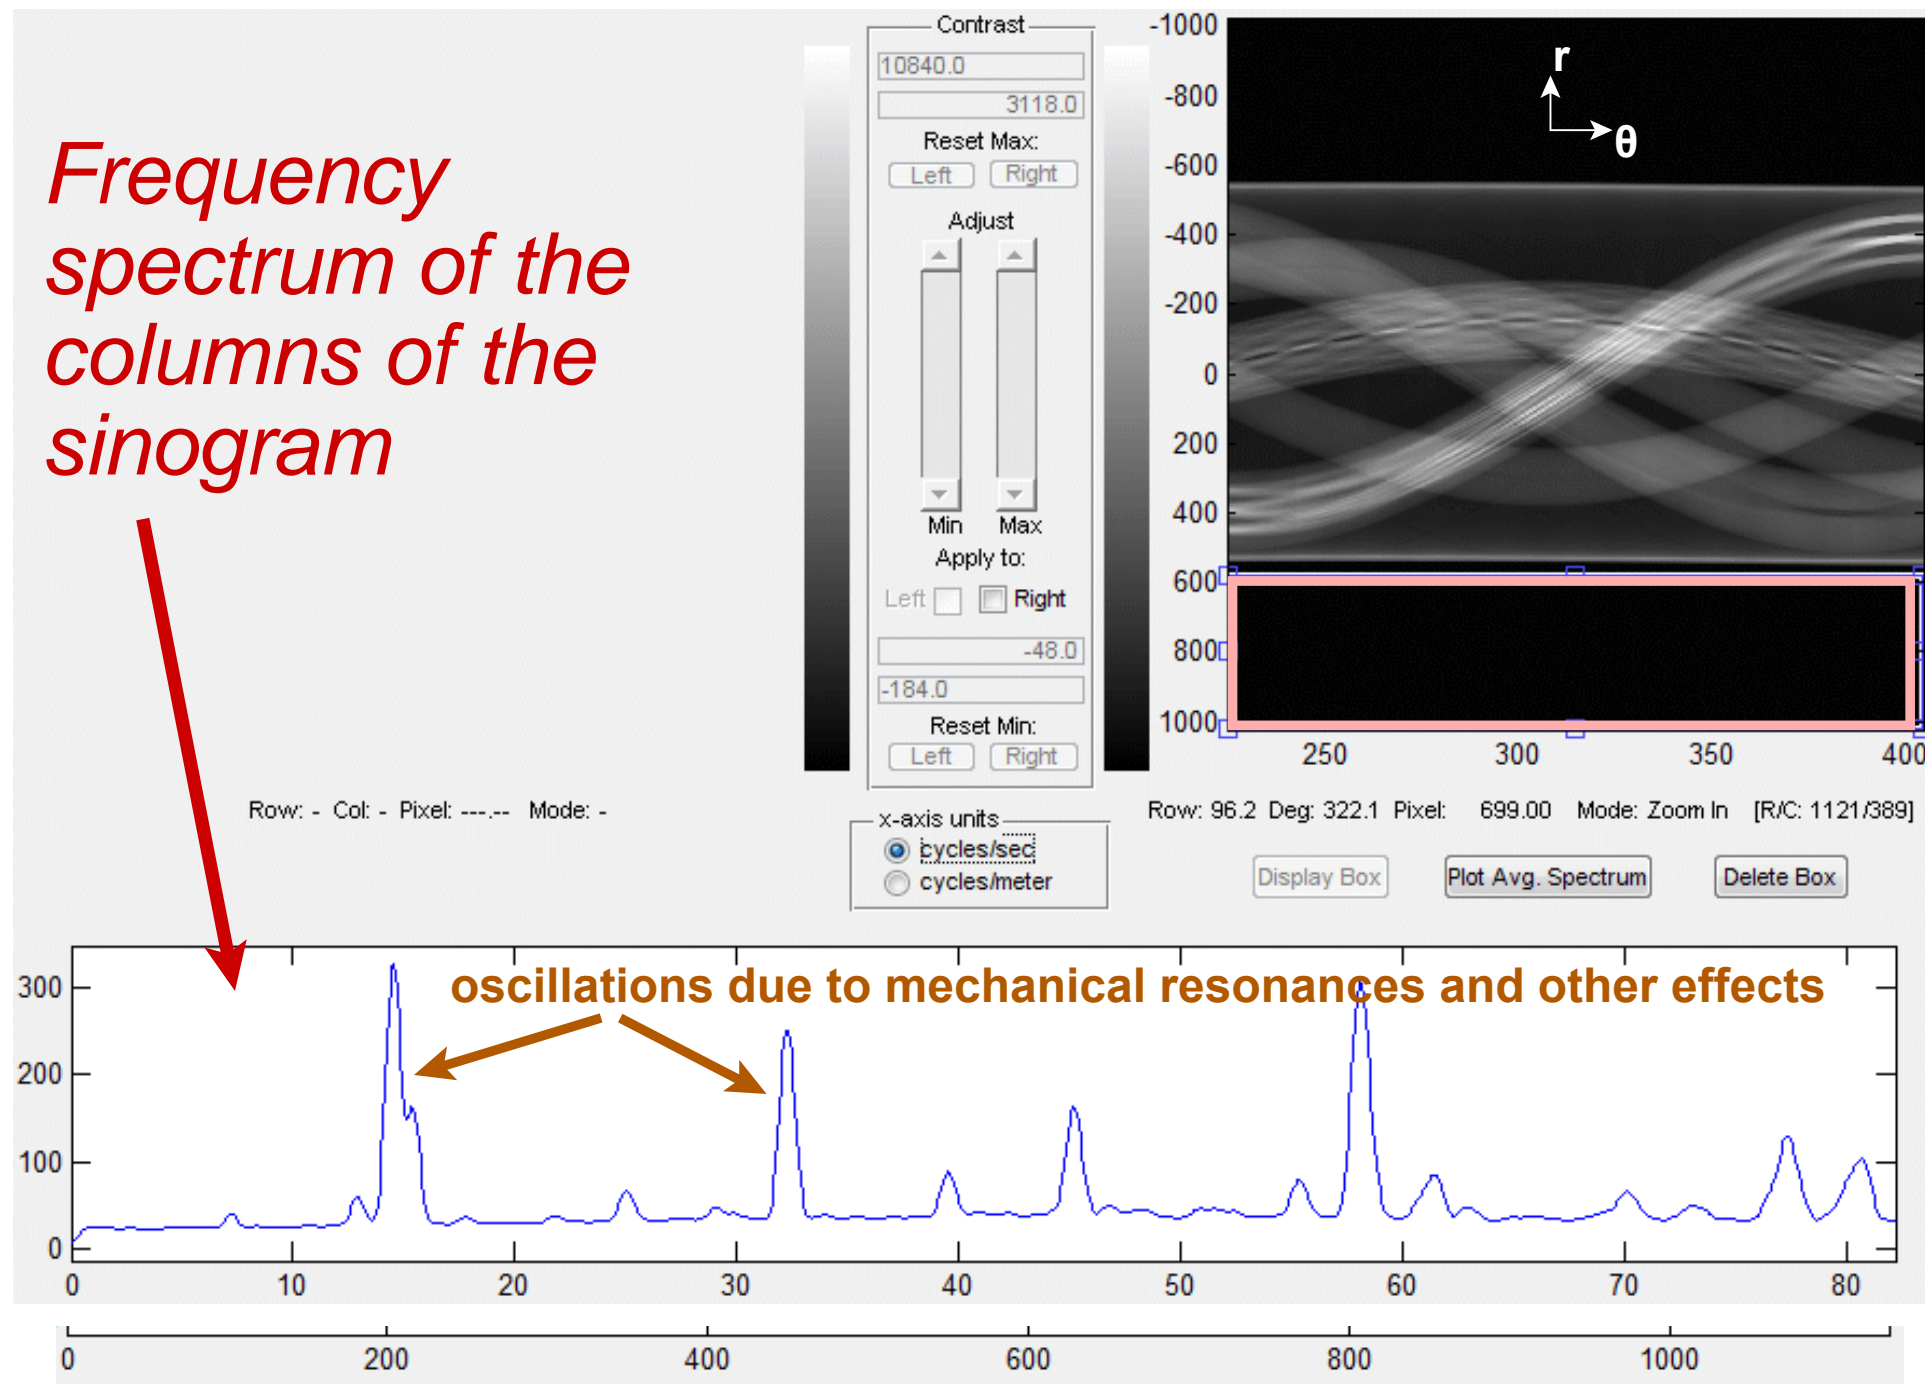 Frequency
spectrum of the
columns of the
sinogram
Contrast
10840.0
3118.0
Reset Max:
Left Right
Adjust
Min Max
Apply to:
Left Right
-48.0
-184.0
Reset Min:
Left Right
-1000
-800
-600
-400
-200
0
200
400
600
800
1000
r
θ
250 300 350 400
Row: - Col: - Pixel: ---.-- Mode: -
Row: 96.2 Deg: 322.1 Pixel: 699.00 Mode: Zoom In [R/C: 1121/389]
x-axis units
cycles/sec
cycles/meter
Display Box Plot Avg. Spectrum Delete Box
oscillations due to mechanical resonances and other effects
300
200
100
0
0 10 20 30 40 50 60 70 80
0 200 400 600 800 1000